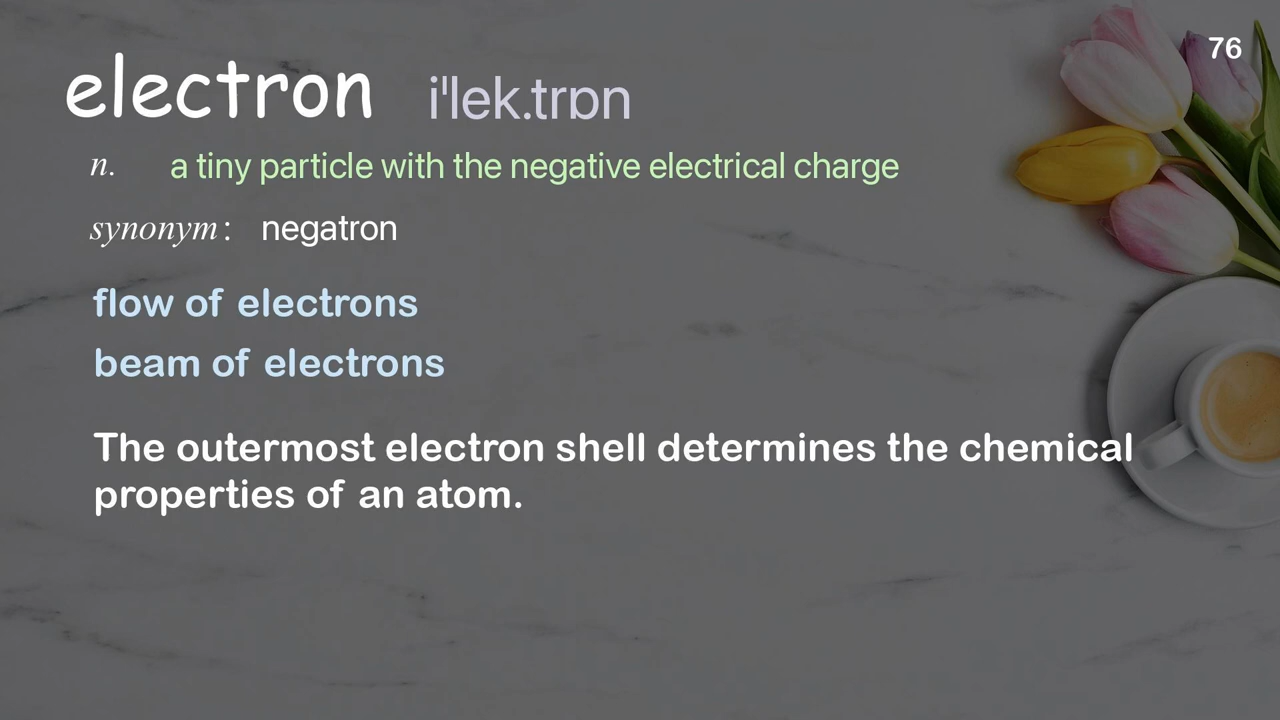 76
electron iˈlek.trɒn
n. a tiny particle with the negative electrical charge
synonym: negatron
flow of electrons
beam of electrons
The outermost electron shell determines the chemical
properties of an atom.